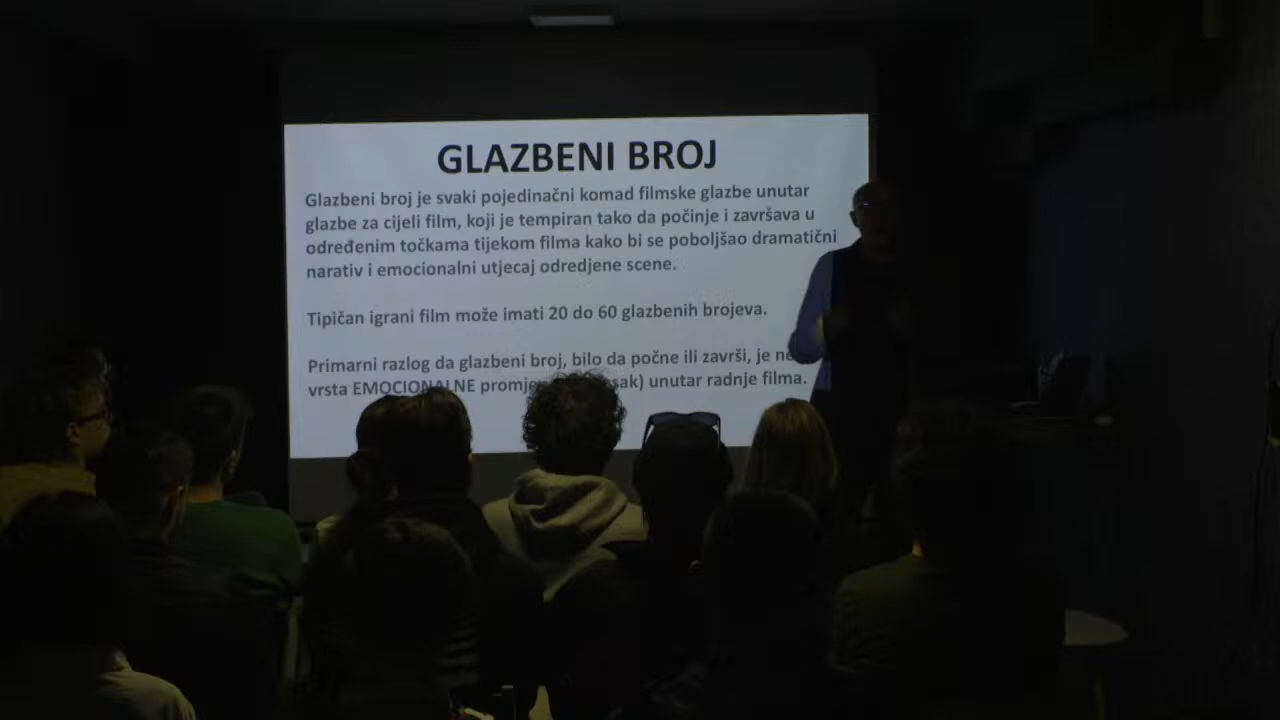 GLAZBENI BROJ
Glazbeni broj je svaki pojedinačni komad filmske glazbe unutar
glazbe za cijeli film, koji je tempiran tako da počinje i završava u
određenim točkama tijekom filma kako bi se poboljšao dramatični
narativ i emocionalni utjecaj odredjene scene.
Tipičan igrani film može imati 20 do 60 glazbenih brojeva.
Primarni razlog da glazbeni broj, bilo da počne ili završi, je
vrsta EMOCIONALNE unutar radnje filma.